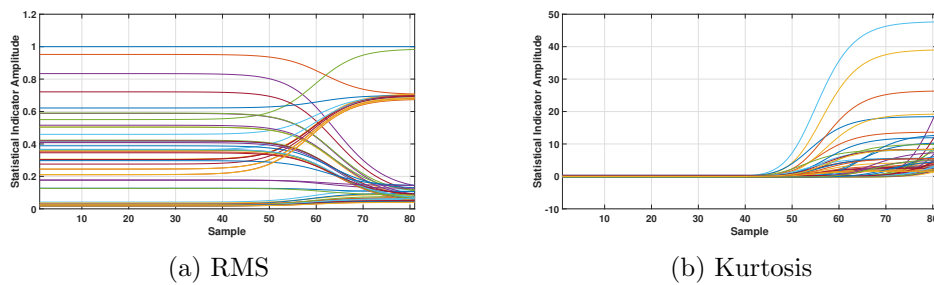 1.2
1
0.8
0.6
0.4
0.2
0
Statistical Indicator Amplitude
10 20 30 40 50 60 70 80
Sample
(a) RMS
50
40
30
20
10
0
-10
Statistical Indicator Amplitude
10 20 30 40 50 60 70 80
Sample
(b) Kurtosis